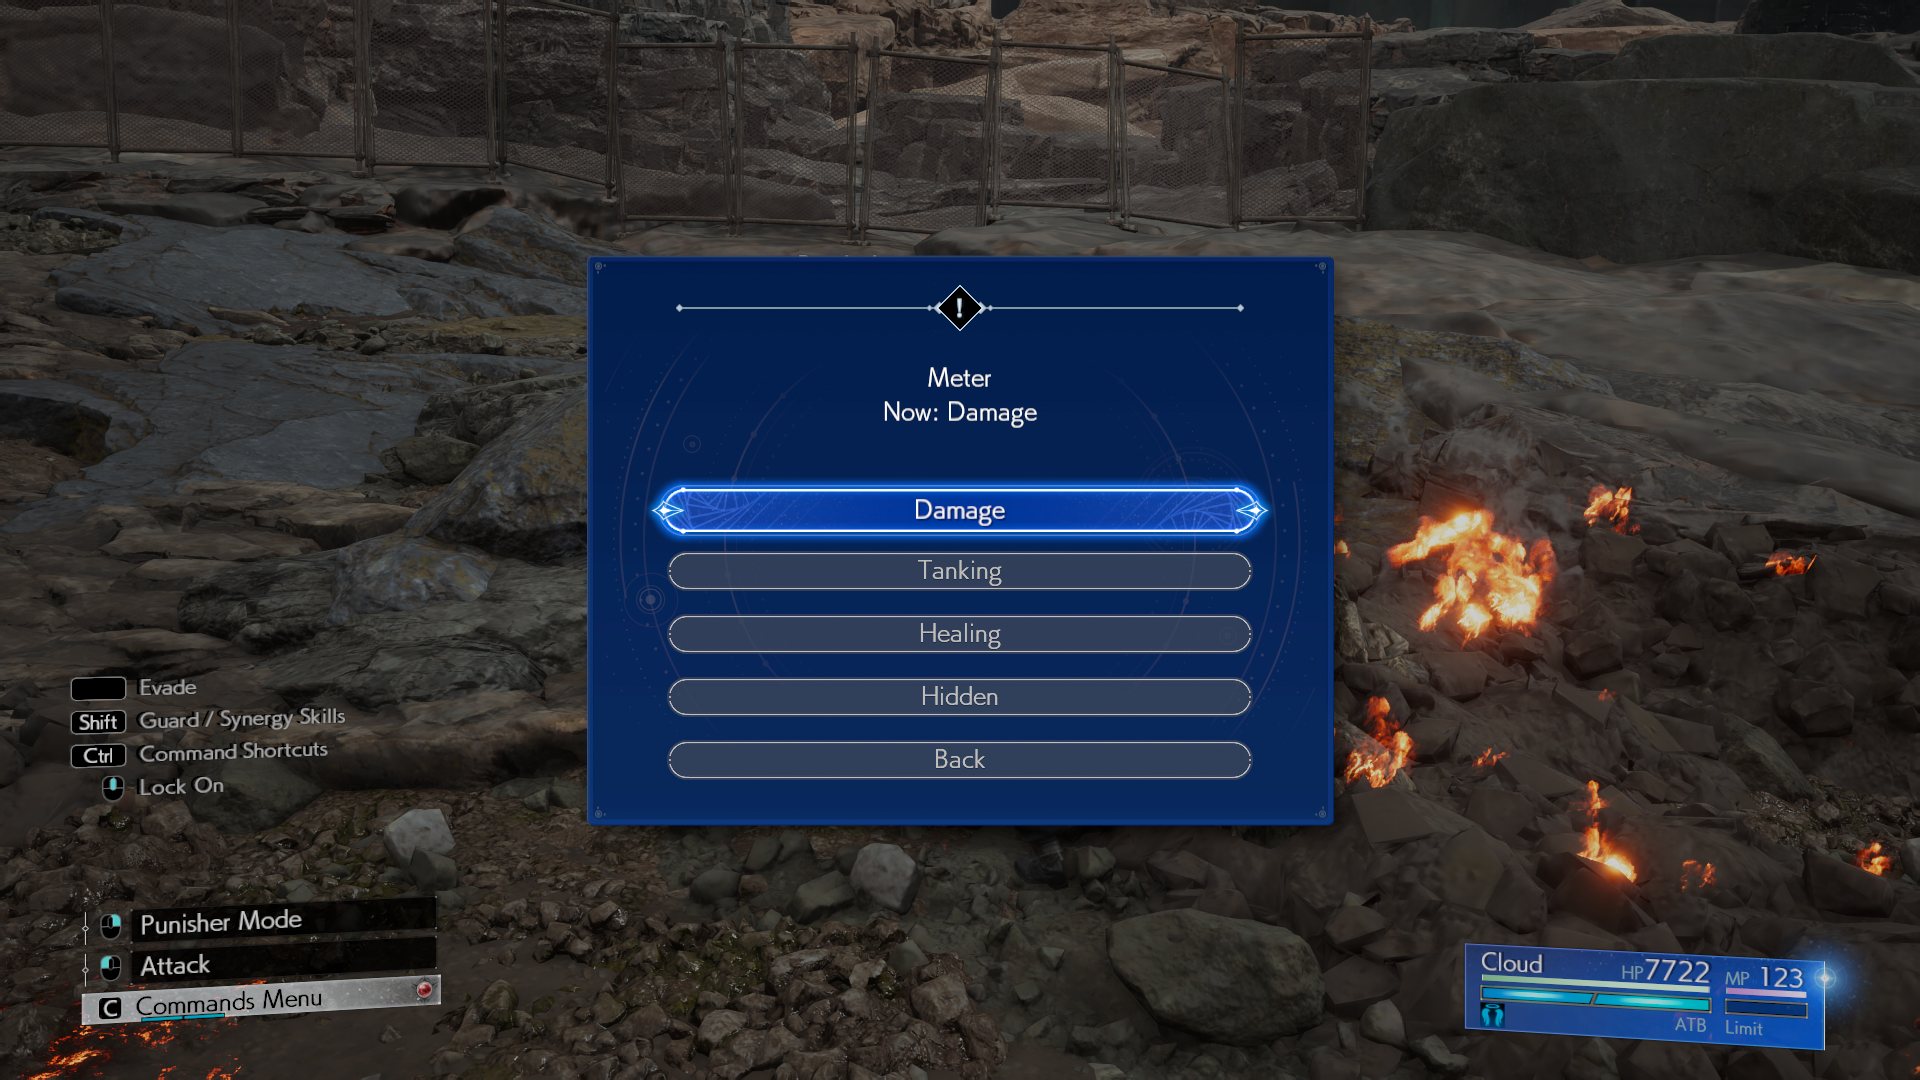 !
Meter
Now: Damage
Damage
Tanking
Healing
Hidden
Back
Evade
Shift Guard / Synergy Skills
Ctrl Command Shortcuts
Lock On
Punisher Mode
Attack
C Commands Menu
Cloud HP 7722 MP 123
ATB Limit